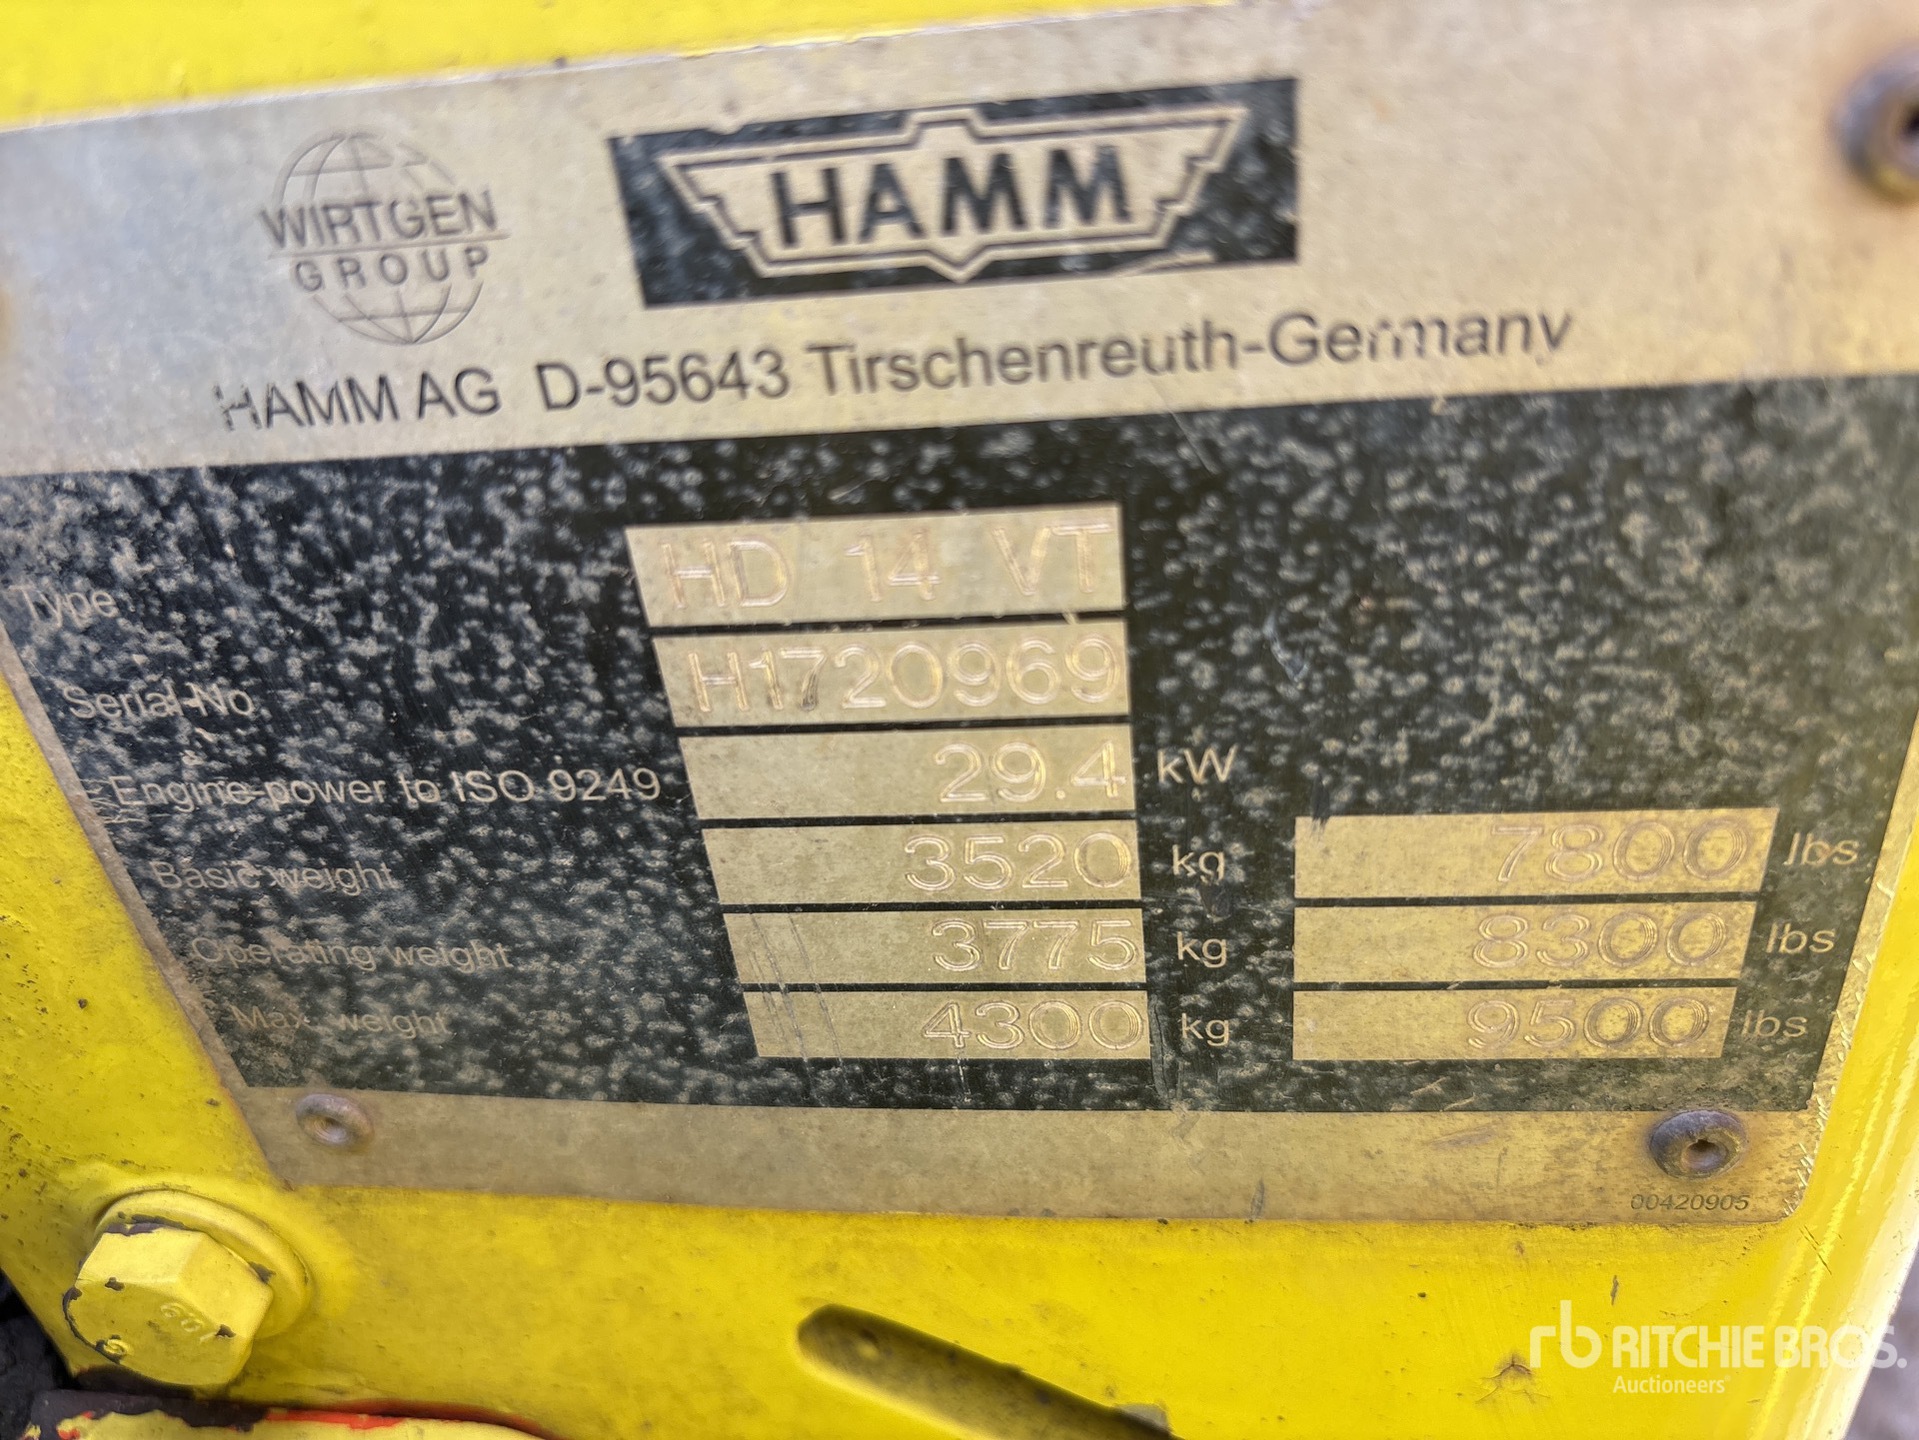 WIRTGEN
GROUP
HAMM
HAMM AG D-95643 Tirschenreuth-Germany
Type HD 14 VT
Serial-No. H1720969
Engine-power to ISO 9249 29.4 kW
Basic weight 3520 kg 7800 lbs
Operating weight 3775 kg 8300 lbs
Max. weight 4300 kg 9500 lbs
00420905
rb RITCHIE BROS.
Auctioneers